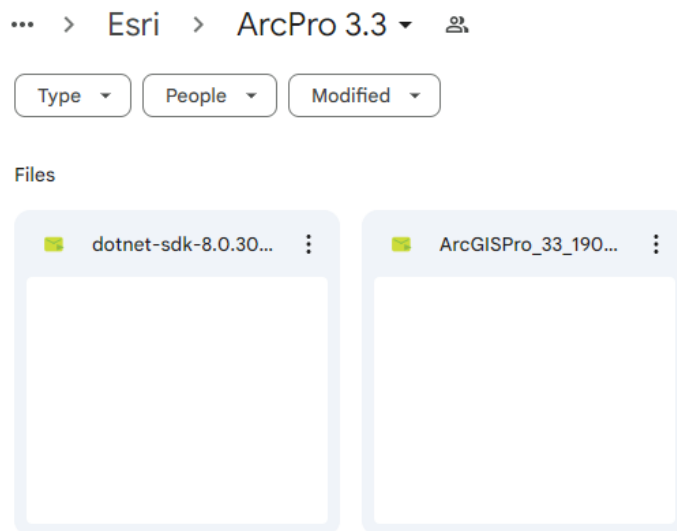 ... > Esri > ArcPro 3.3
Type People Modified
Files
dotnet-sdk-8.0.30... ArcGISPro_33_190...